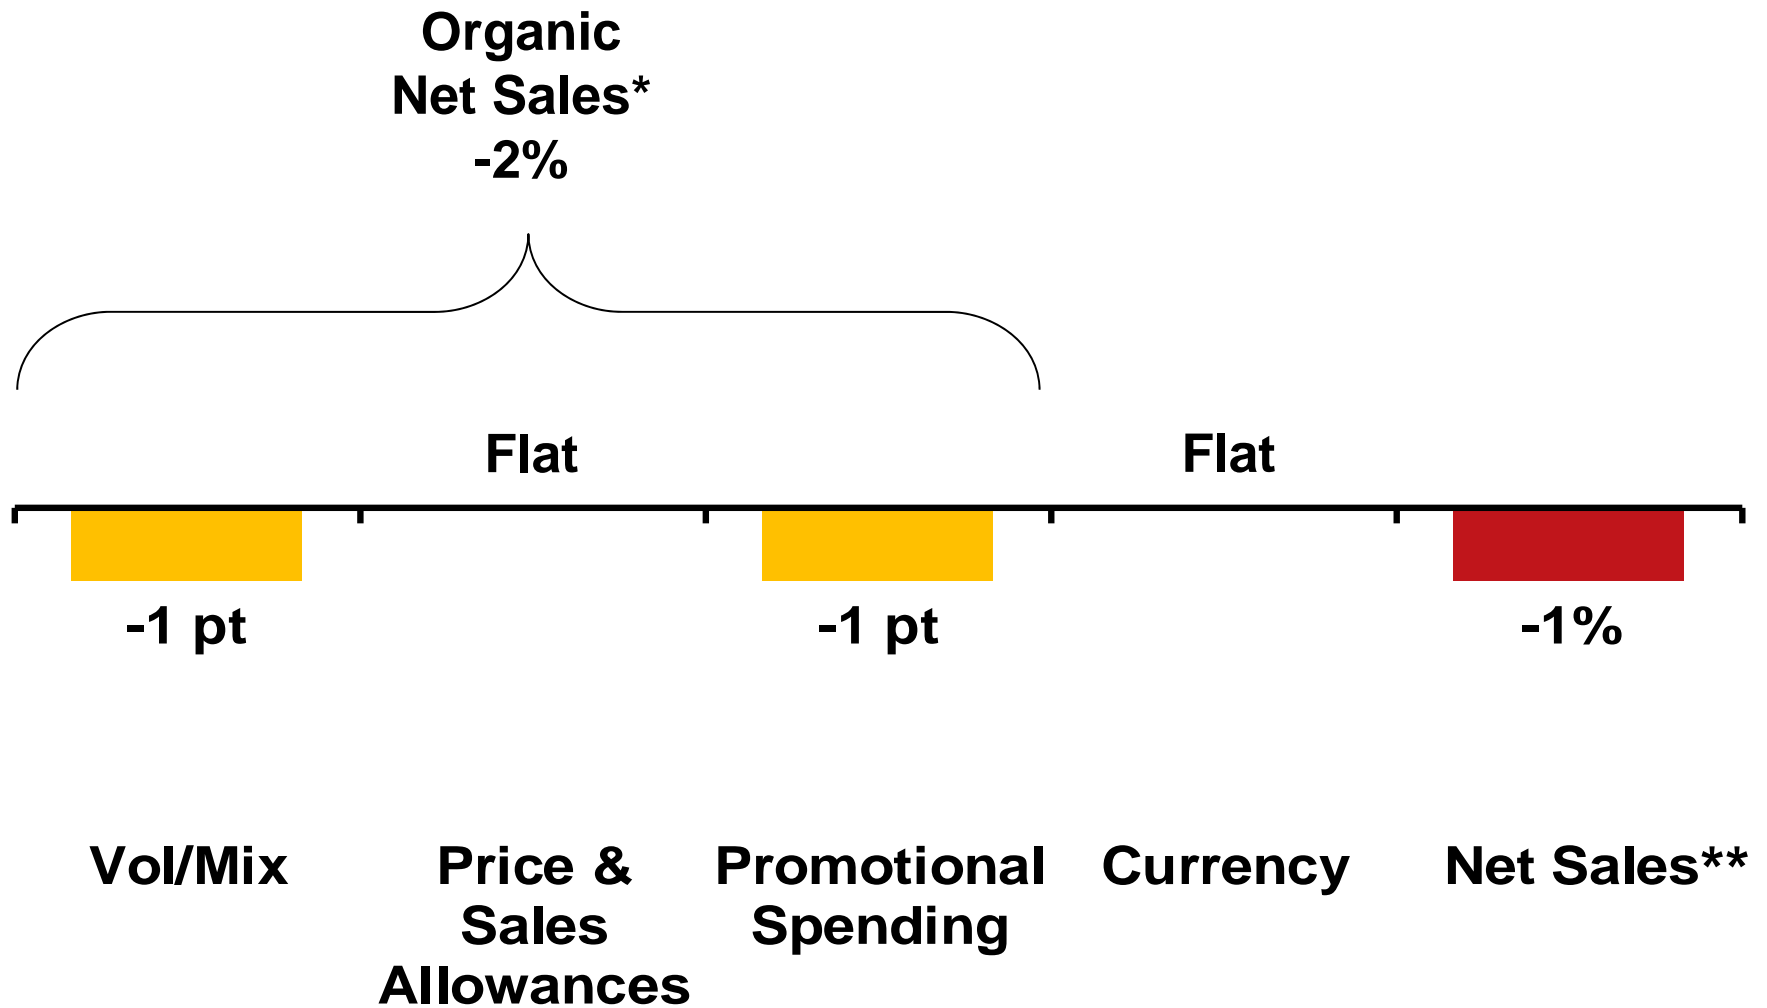 Organic
Net Sales*
-2%
Flat
Flat
-1 pt
-1 pt
-1%
Vol/Mix
Price &
Sales
Allowances
Promotional
Spending
Currency
Net Sales**